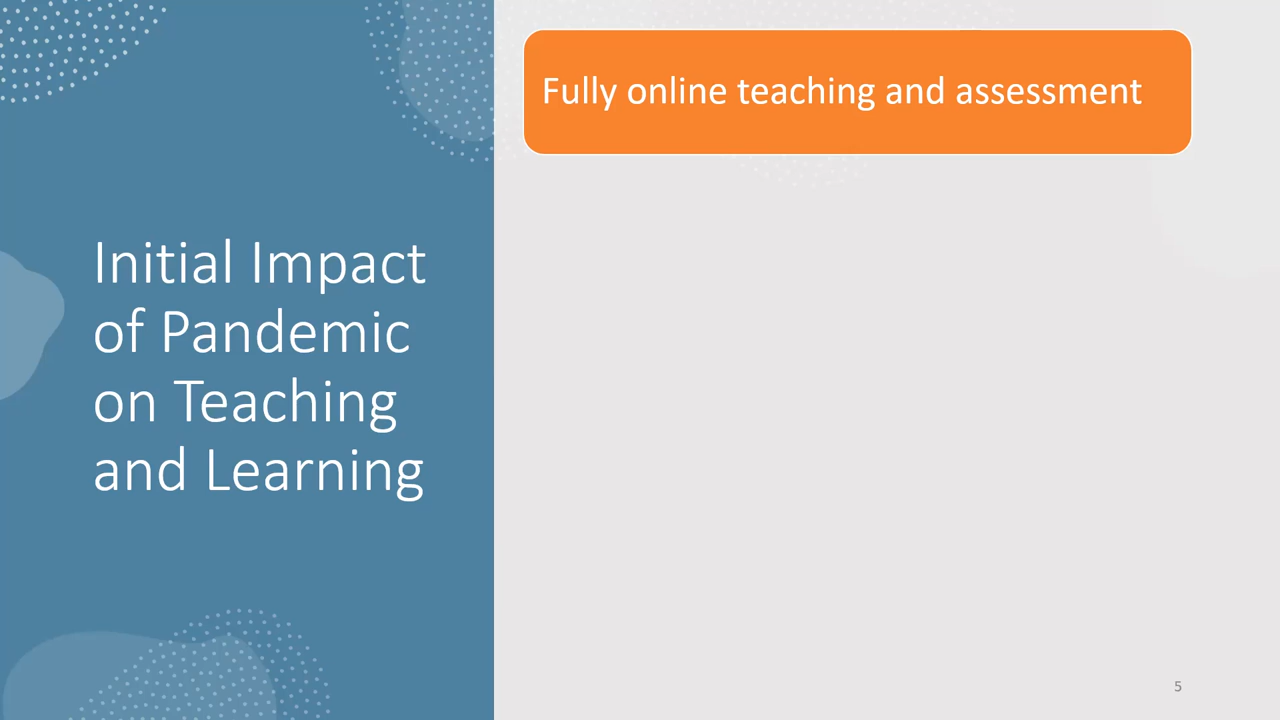 Initial Impact
of Pandemic
on Teaching
and Learning
Fully online teaching and assessment
5